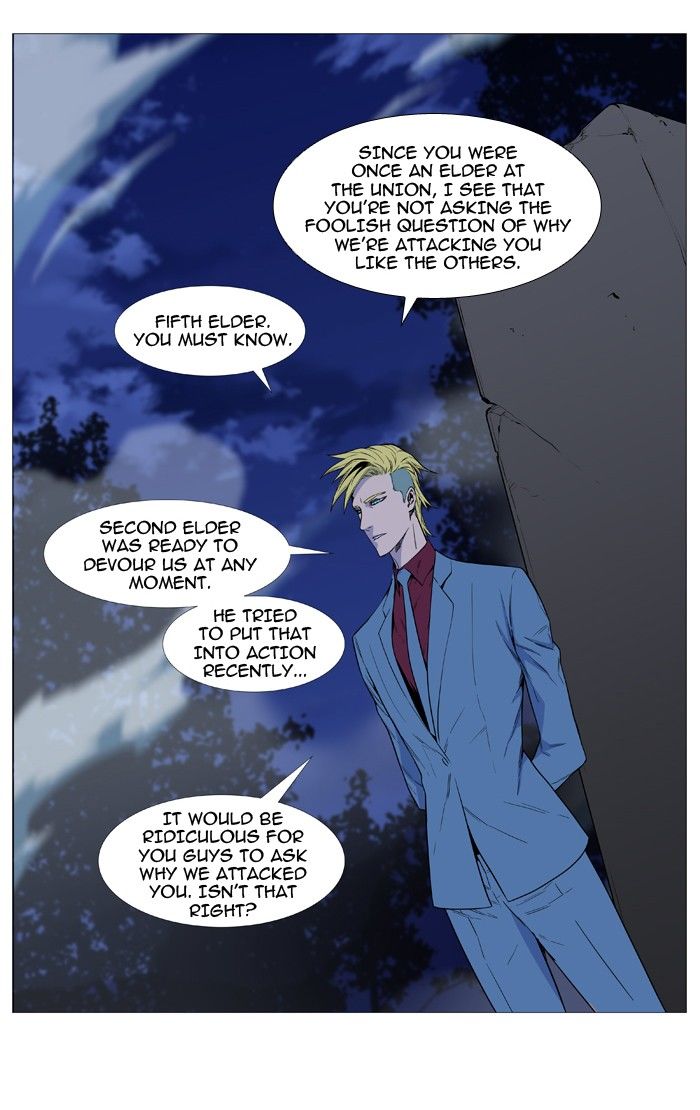 SINCE YOU WERE
ONCE AN ELDER AT
THE UNION, I SEE THAT
YOU'RE NOT ASKING THE
FOOLISH QUESTION OF WHY
WE'RE ATTACKING YOU
LIKE THE OTHERS.
FIFTH ELDER.
YOU MUST KNOW.
SECOND ELDER
WAS READY TO
DEVOUR US AT ANY
MOMENT.
HE TRIED
TO PUT THAT
INTO ACTION
RECENTLY...
IT WOULD BE
RIDICULOUS FOR
YOU GUYS TO ASK
WHY WE ATTACKED
YOU. ISN'T THAT
RIGHT?